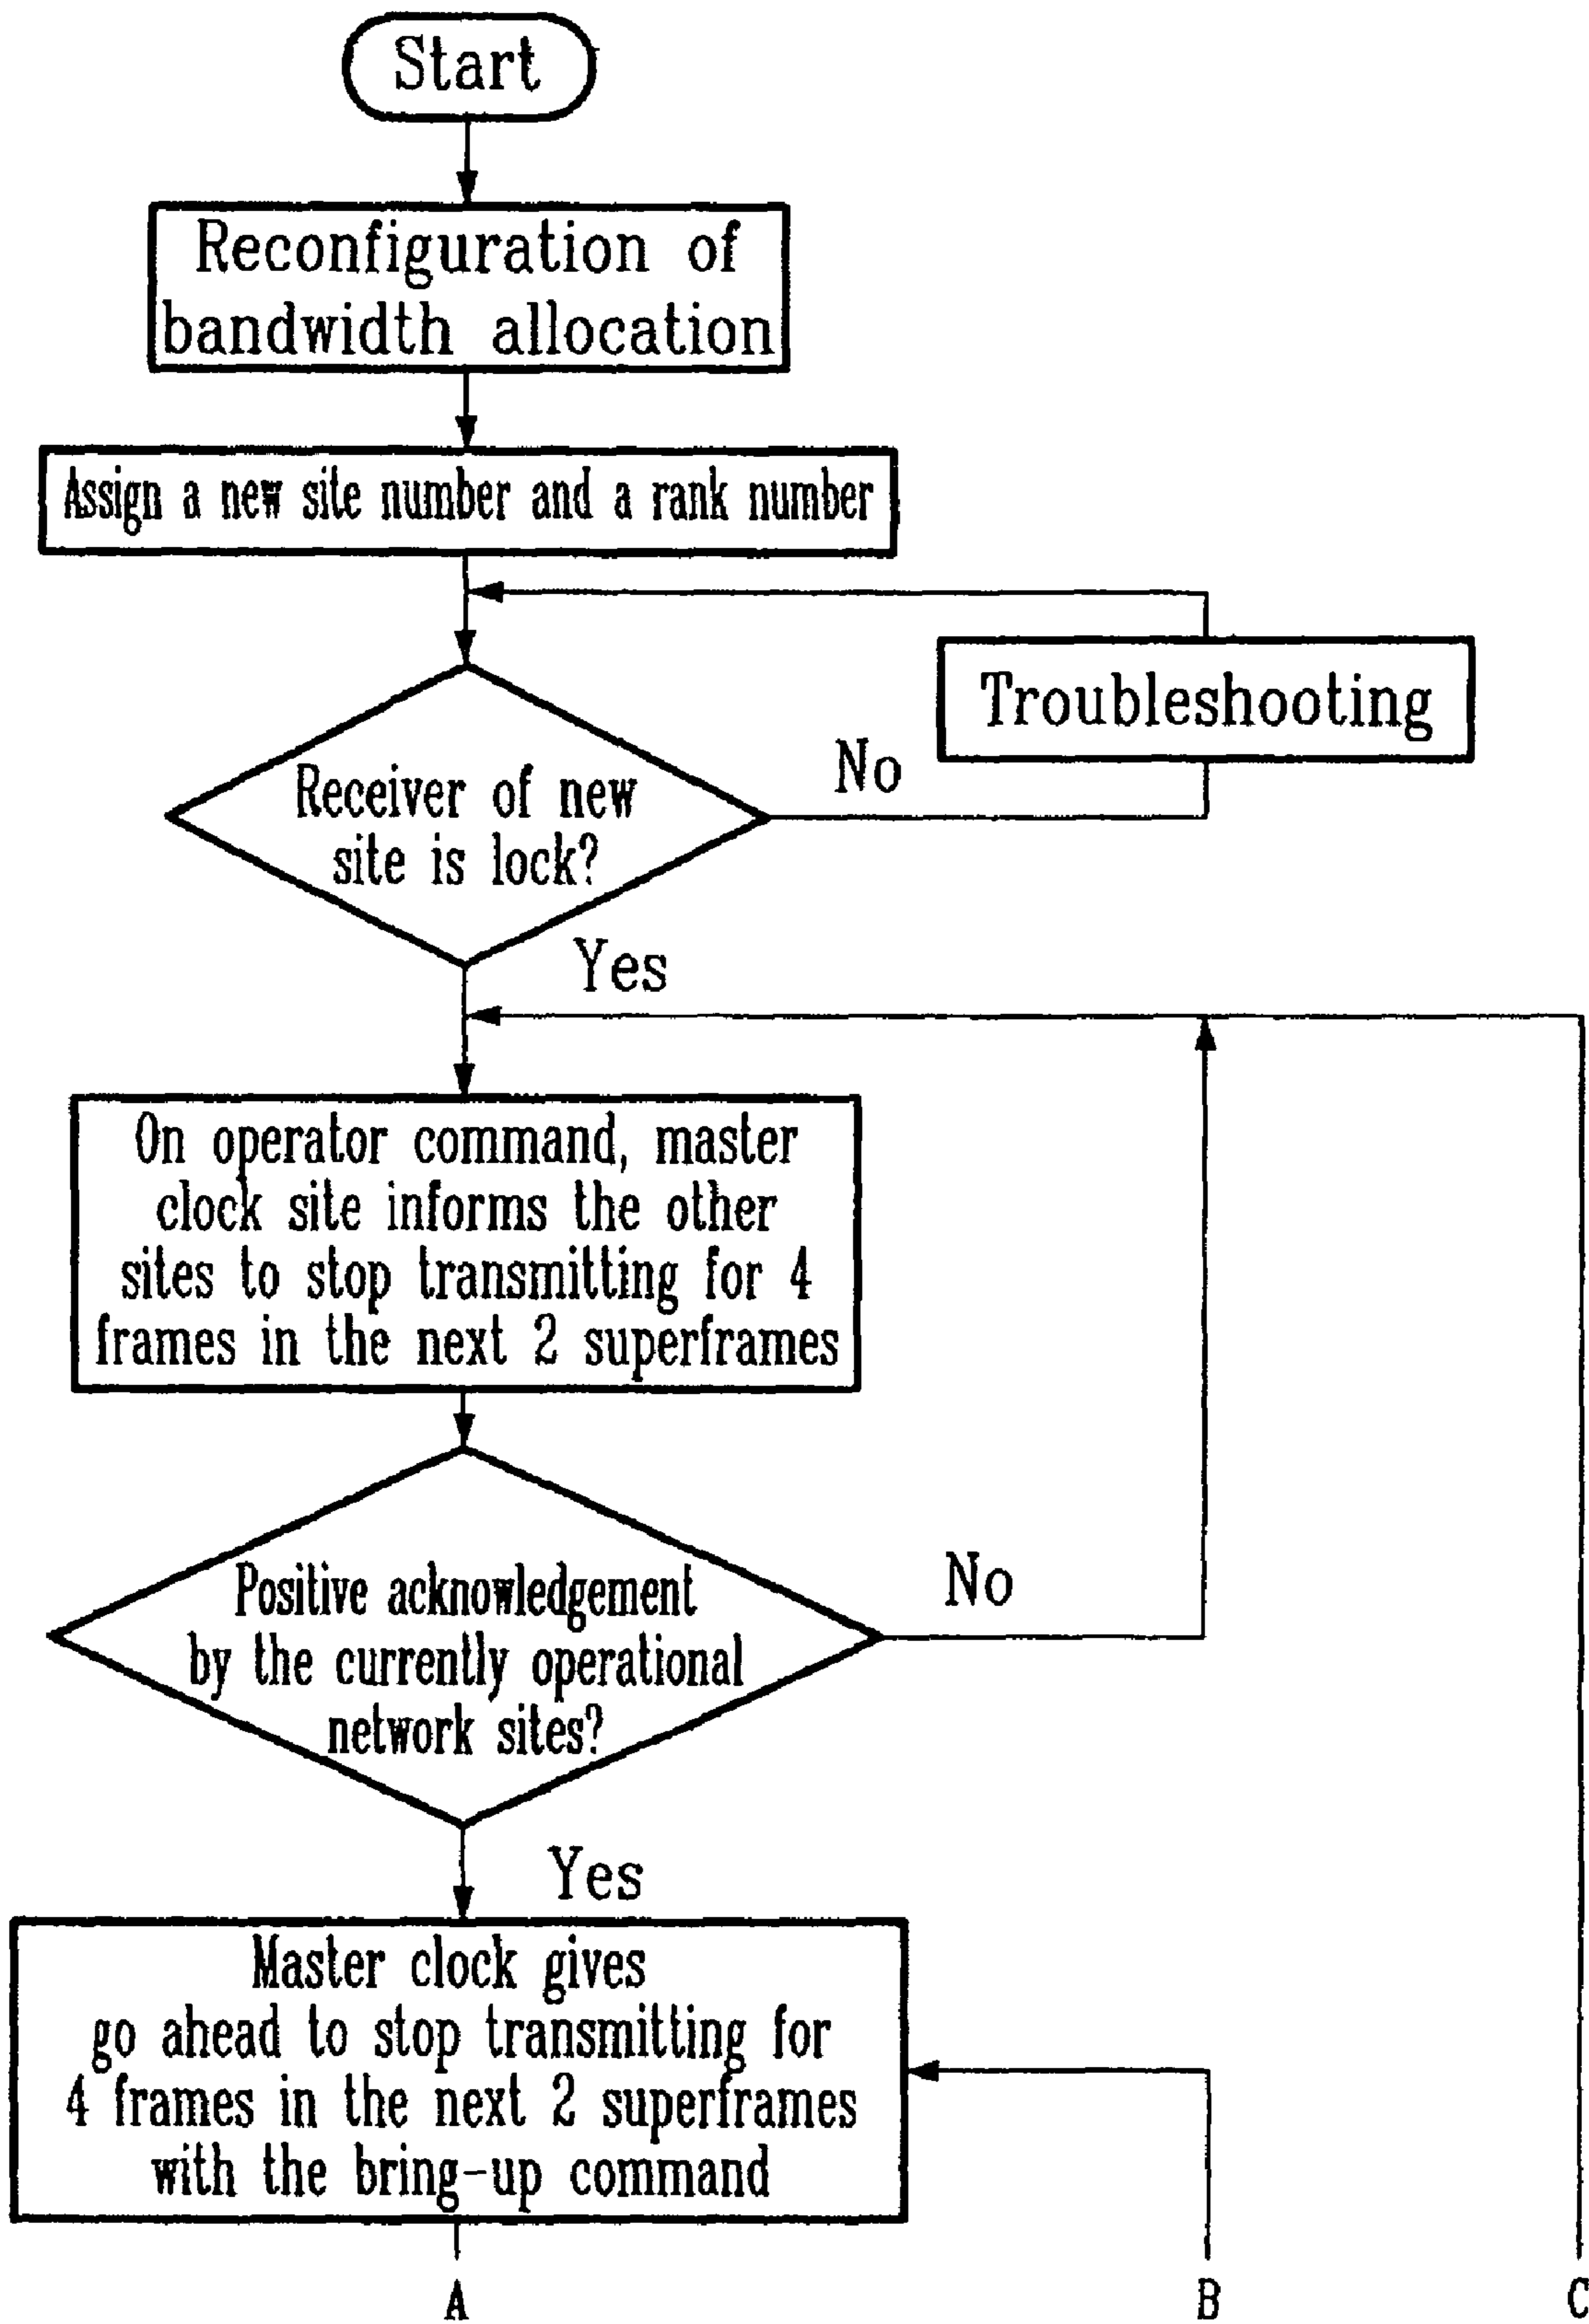 Start
Reconfiguration of
bandwidth allocation
Assign a new site number and a rank number
Troubleshooting
No
Receiver of new
site is lock?
Yes
On operator command, master
clock site informs the other
sites to stop transmitting for 4
frames in the next 2 superframes
Positive acknowledgement
by the currently operational
network sites?
No
Yes
Master clock gives
go ahead to stop transmitting for
4 frames in the next 2 superframes
with the bring-up command
A
B
C